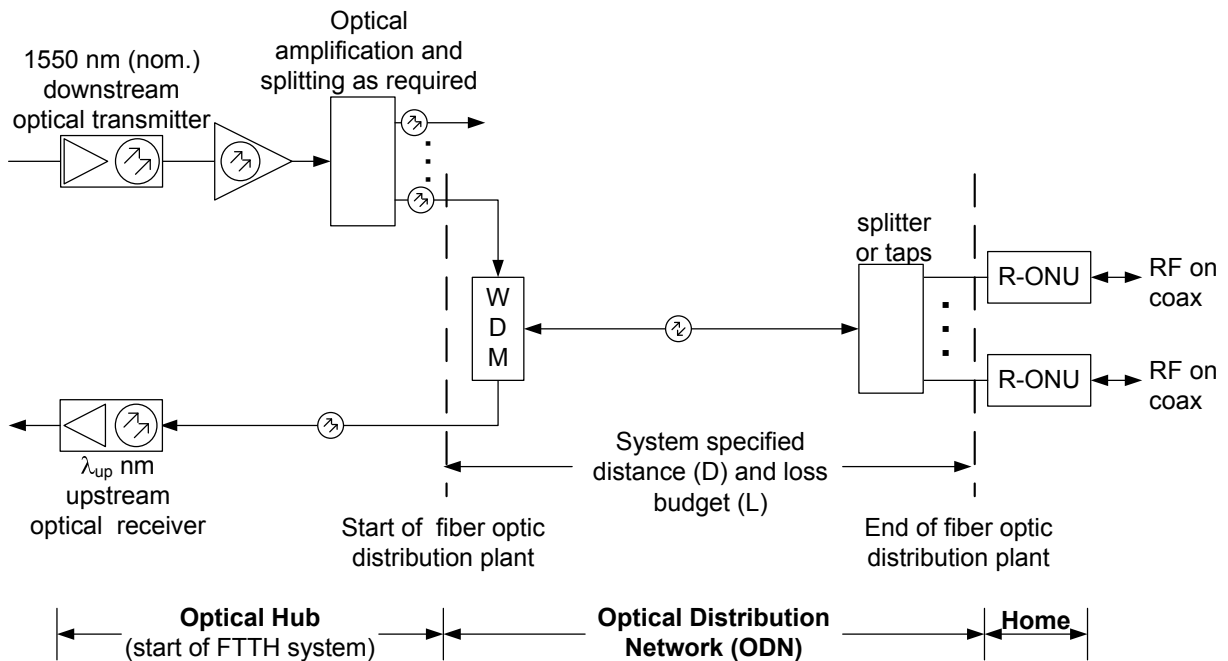 Optical
amplification and
splitting as required
1550 nm (nom.)
downstream
optical transmitter
splitter
or taps
W
D
M
R-ONU
RF on
coax
R-ONU
RF on
coax
λup nm
upstream
optical receiver
System specified
distance (D) and loss
budget (L)
Start of fiber optic
distribution plant
End of fiber optic
distribution plant
Optical Hub
(start of FTTH system)
Optical Distribution
Network (ODN)
Home